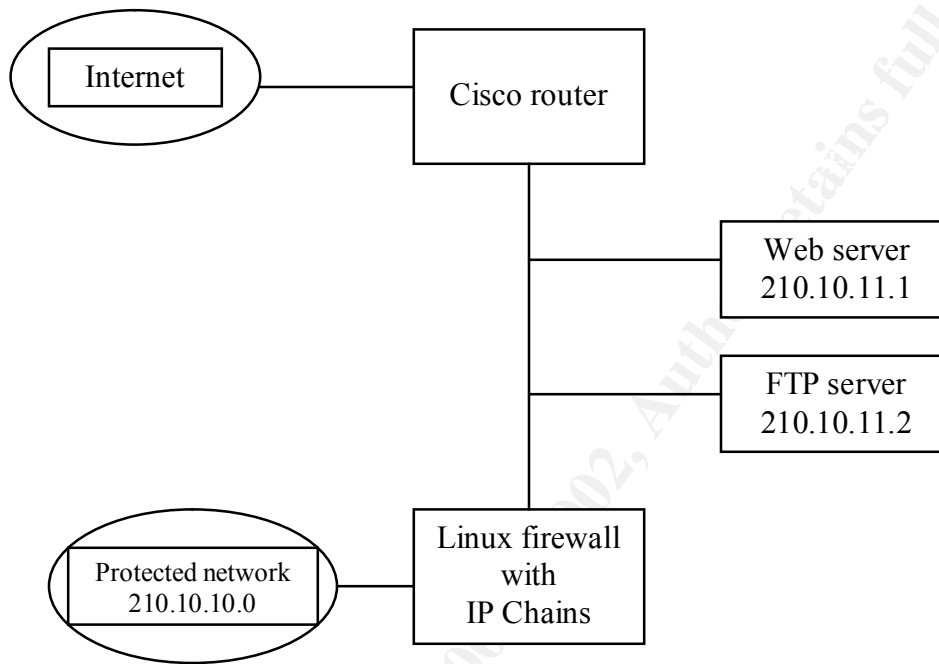 Internet
Cisco router
Web server
210.10.11.1
FTP server
210.10.11.2
Linux firewall
with
IP Chains
Protected network
210.10.10.0